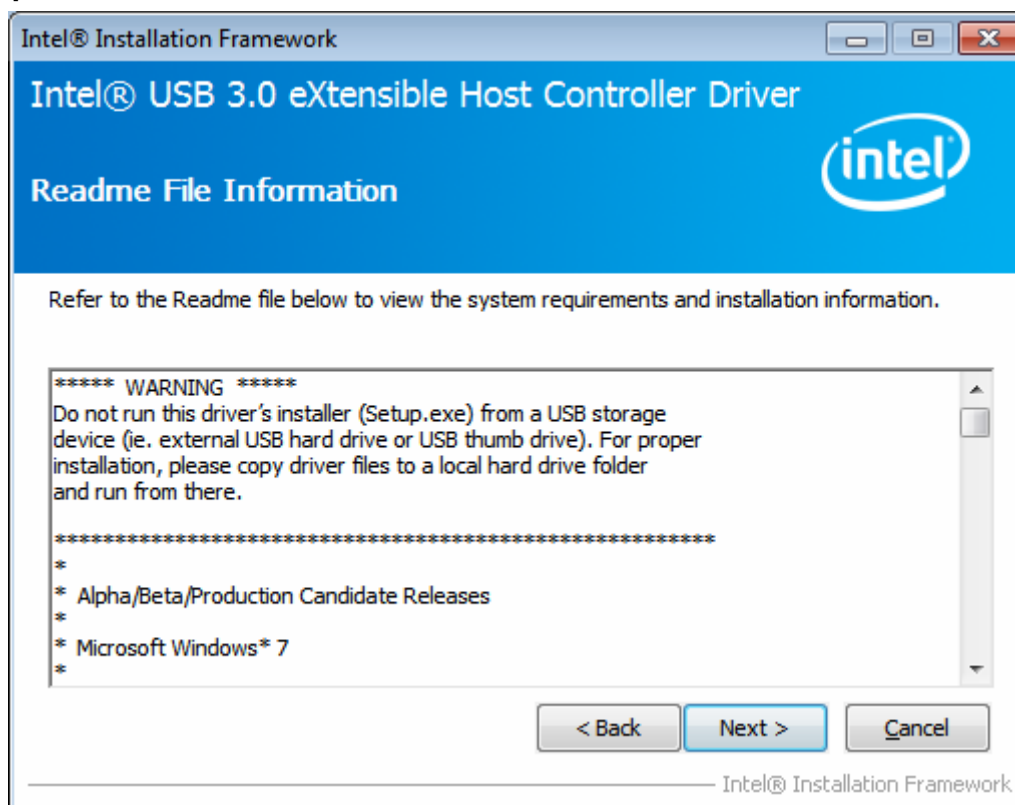 Intel® Installation Framework
Intel® USB 3.0 eXtensible Host Controller Driver
intel®
Readme File Information
Refer to the Readme file below to view the system requirements and installation information.
***** WARNING *****
Do not run this driver's installer (Setup.exe) from a USB storage
device (ie. external USB hard drive or USB thumb drive). For proper
installation, please copy driver files to a local hard drive folder
and run from there.
*******************************************************
*
* Alpha/Beta/Production Candidate Releases
*
* Microsoft Windows* 7
*
< Back Next > Cancel
Intel® Installation Framework